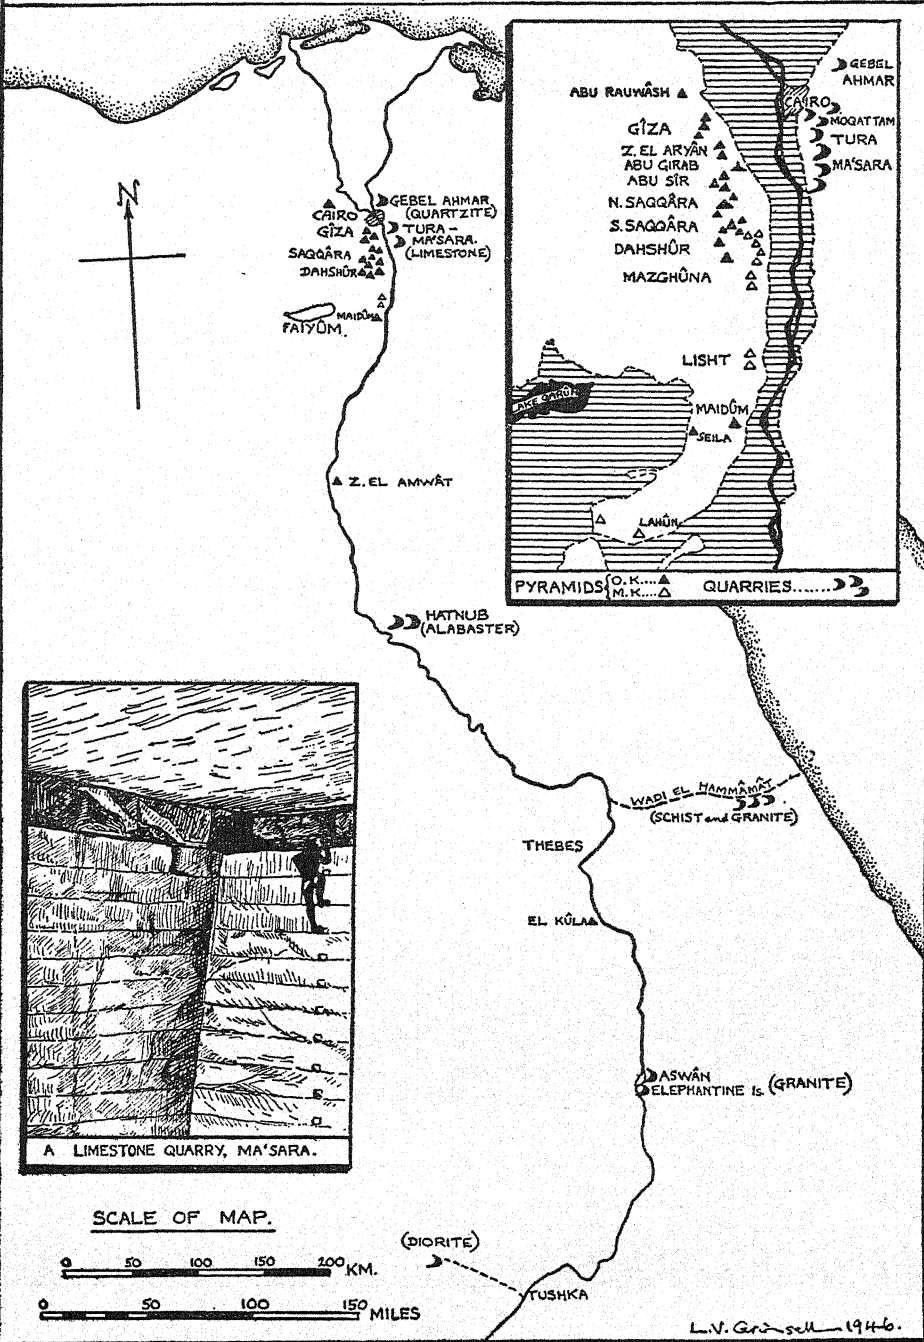 N
CAIRO
GÎZA
SAQQÂRA
DAHSHÛR
GEBEL AHMAR
(QUARTZITE)
TURA –
MA'SARA.
(LIMESTONE)
MAIDÛM
FAIYÛM.
Z. EL AMWÂT
HATNUB
(ALABASTER)
WADI EL HAMMÂMÂT
(SCHIST and GRANITE)
THEBES
EL KÛLA
ASWÂN
ELEPHANTINE Is. (GRANITE)
(DIORITE)
TUSHKA
ABU RAUWÂSH
GÎZA
Z. EL ARYÂN
ABU GIRAB
ABU SÎR
N. SAQQÂRA
S. SAQQÂRA
DAHSHÛR
MAZGHÛNA
LISHT
MAIDÛM
SEILA
LAHÛN
LAKE QARÛN
GEBEL
AHMAR
CAIRO
MOQATTAM
TURA
MA'SARA
PYRAMIDS { O.K....
M.K....
QUARRIES.......
A LIMESTONE QUARRY, MA'SARA.
SCALE OF MAP.
0 50 100 150 200 KM.
0 50 100 150 MILES
L.V. Grinsell 1946.